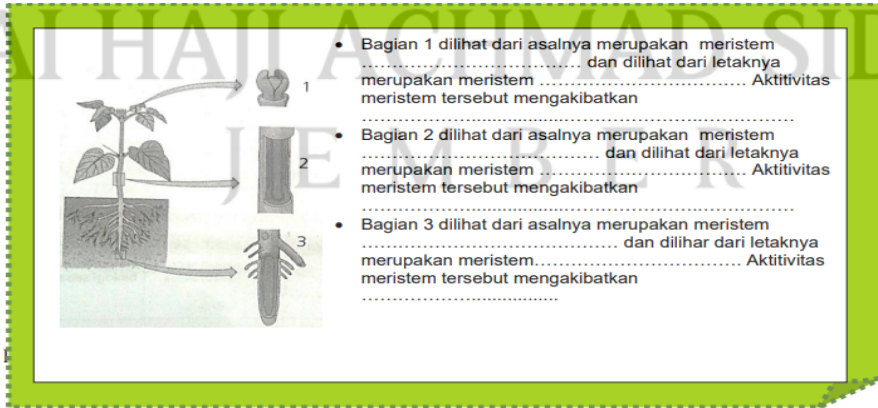 AI HAJI ACHMAD SID
JEMBER
• Bagian 1 dilihat dari asalnya merupakan meristem
………………………………. dan dilihat dari letaknya
merupakan meristem ……………………………. Aktitivitas
meristem tersebut mengakibatkan
………………...................................................………………
• Bagian 2 dilihat dari asalnya merupakan meristem
…………………………………. dan dilihat dari letaknya
merupakan meristem ……………………………. Aktitivitas
meristem tersebut mengakibatkan
………………...................................................………………
• Bagian 3 dilihat dari asalnya merupakan meristem
……………………………………. dan dilihar dari letaknya
merupakan meristem……………………………. Aktitivitas
meristem tersebut mengakibatkan
………………................
1
2
3